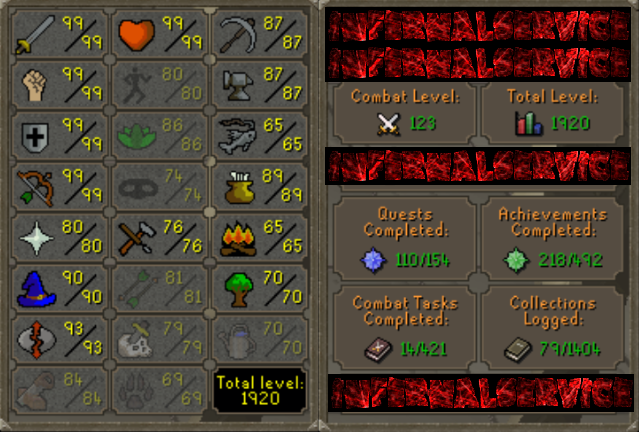 99/99 99/99 87/87
99/99 80/80 87/87
99/99 86/86 65/65
99/99 74/74 89/89
80/80 76/76 65/65
90/90 81/81 70/70
93/93 79/79 70/70
84/84 69/69 Total level:
1920
INFERNALSERVICE
INFERNALSERVICE
Combat Level: Total Level:
123 1920
INFERNALSERVICE
Quests Achievements
Completed: Completed:
110/154 218/492
Combat Tasks Collections
Completed: Logged:
14/421 79/1404
INFERNALSERVICE